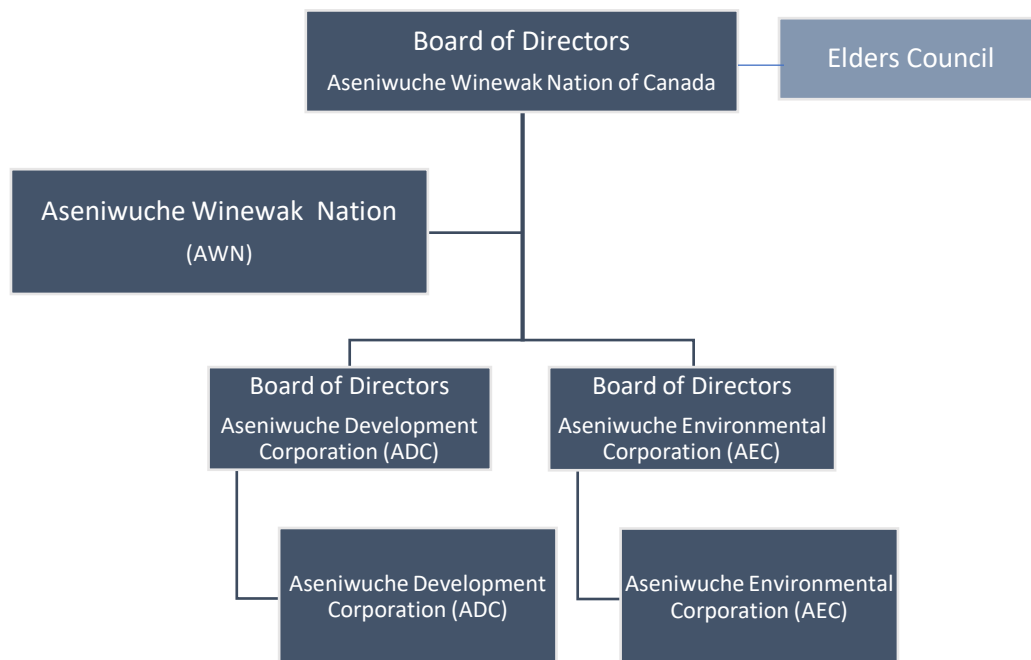 Board of Directors
Aseniwuche Winewak Nation of Canada
Elders Council
Aseniwuche Winewak Nation
(AWN)
Board of Directors
Aseniwuche Development
Corporation (ADC)
Board of Directors
Aseniwuche Environmental
Corporation (AEC)
Aseniwuche Development
Corporation (ADC)
Aseniwuche Environmental
Corporation (AEC)